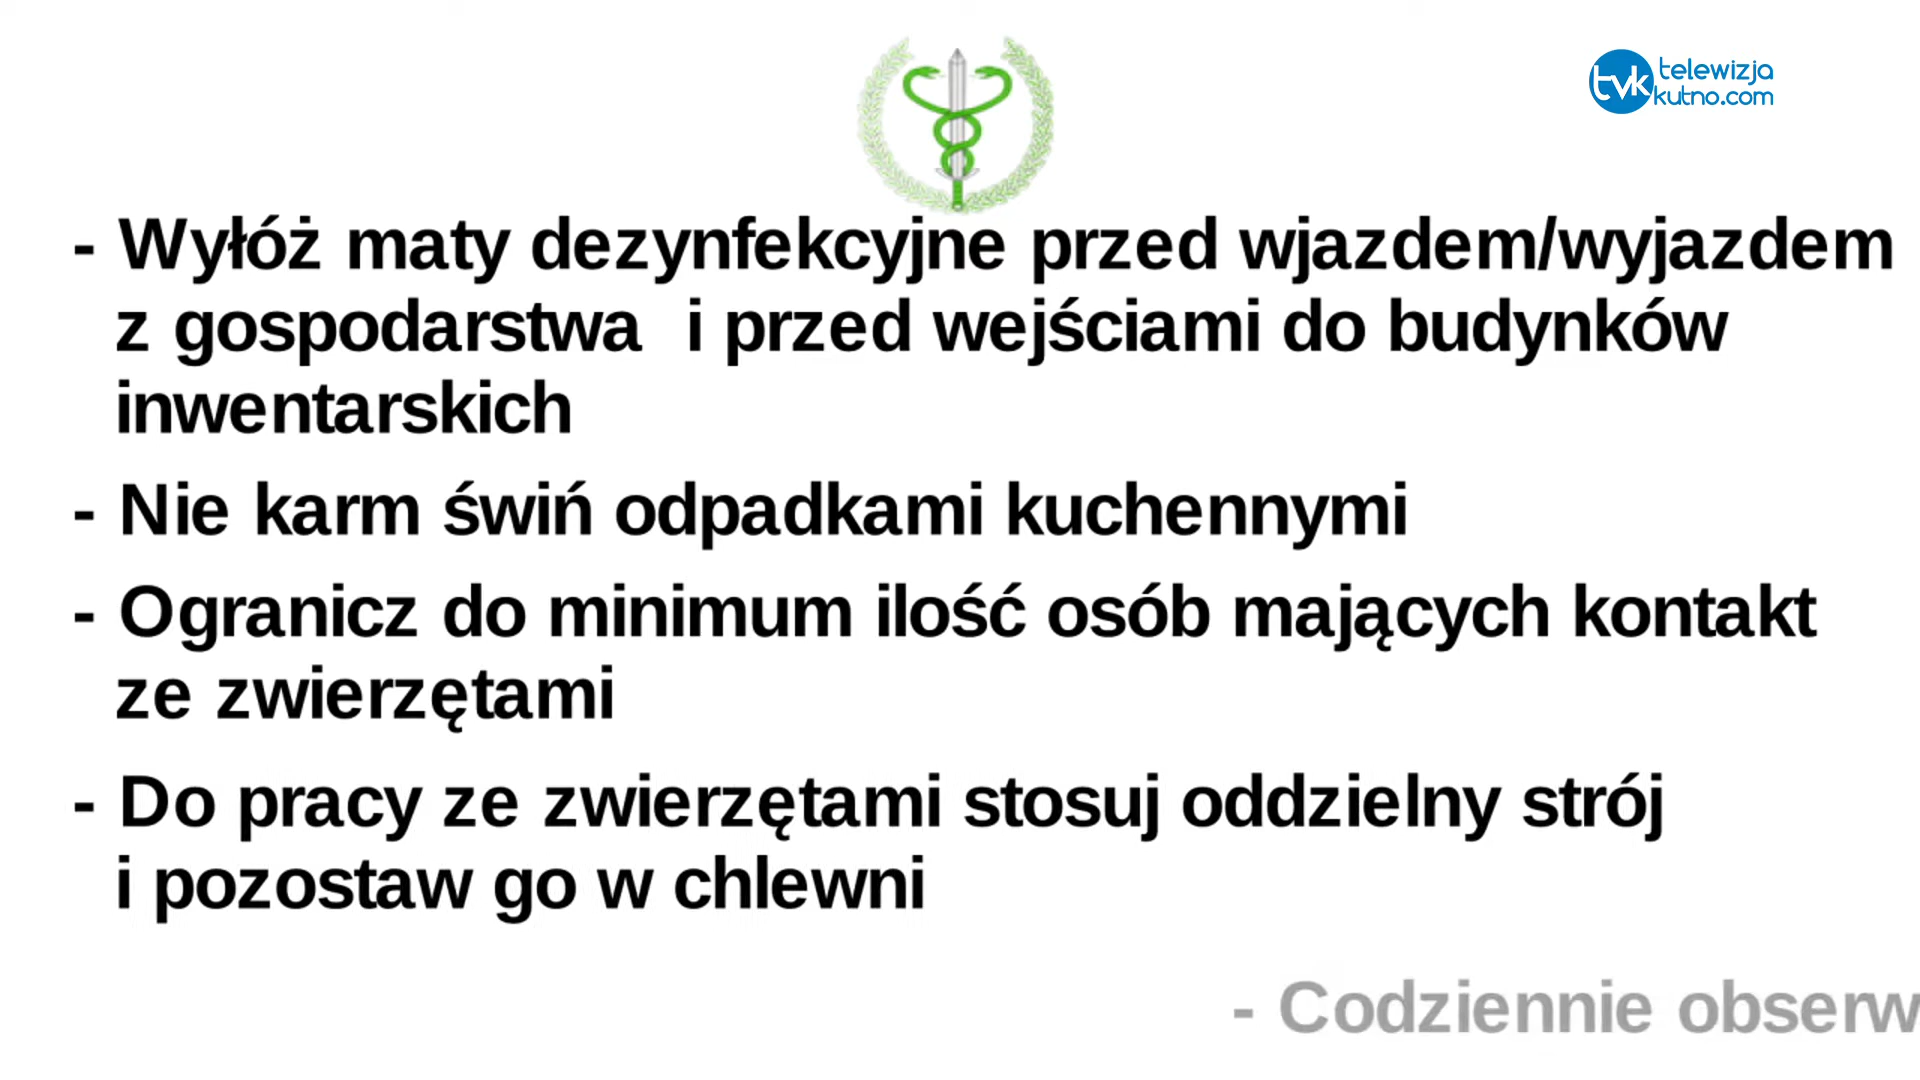 tvk telewizja
kutno.com
- Wyłóż maty dezynfekcyjne przed wjazdem/wyjazdem
z gospodarstwa i przed wejściami do budynków
inwentarskich
- Nie karm świń odpadkami kuchennymi
- Ogranicz do minimum ilość osób mających kontakt
ze zwierzętami
- Do pracy ze zwierzętami stosuj oddzielny strój
i pozostaw go w chlewni
- Codziennie obserw